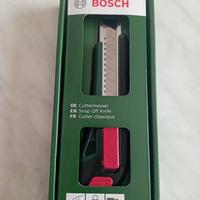 BOSCH
DE Cuttermesser
EN Snap Off Knife
FR Cutter classique